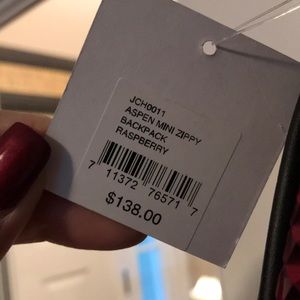 JCH0011
ASPEN MINI ZIPPY
BACKPACK
RASPBERRY
7 11372 76571 7
$138.00